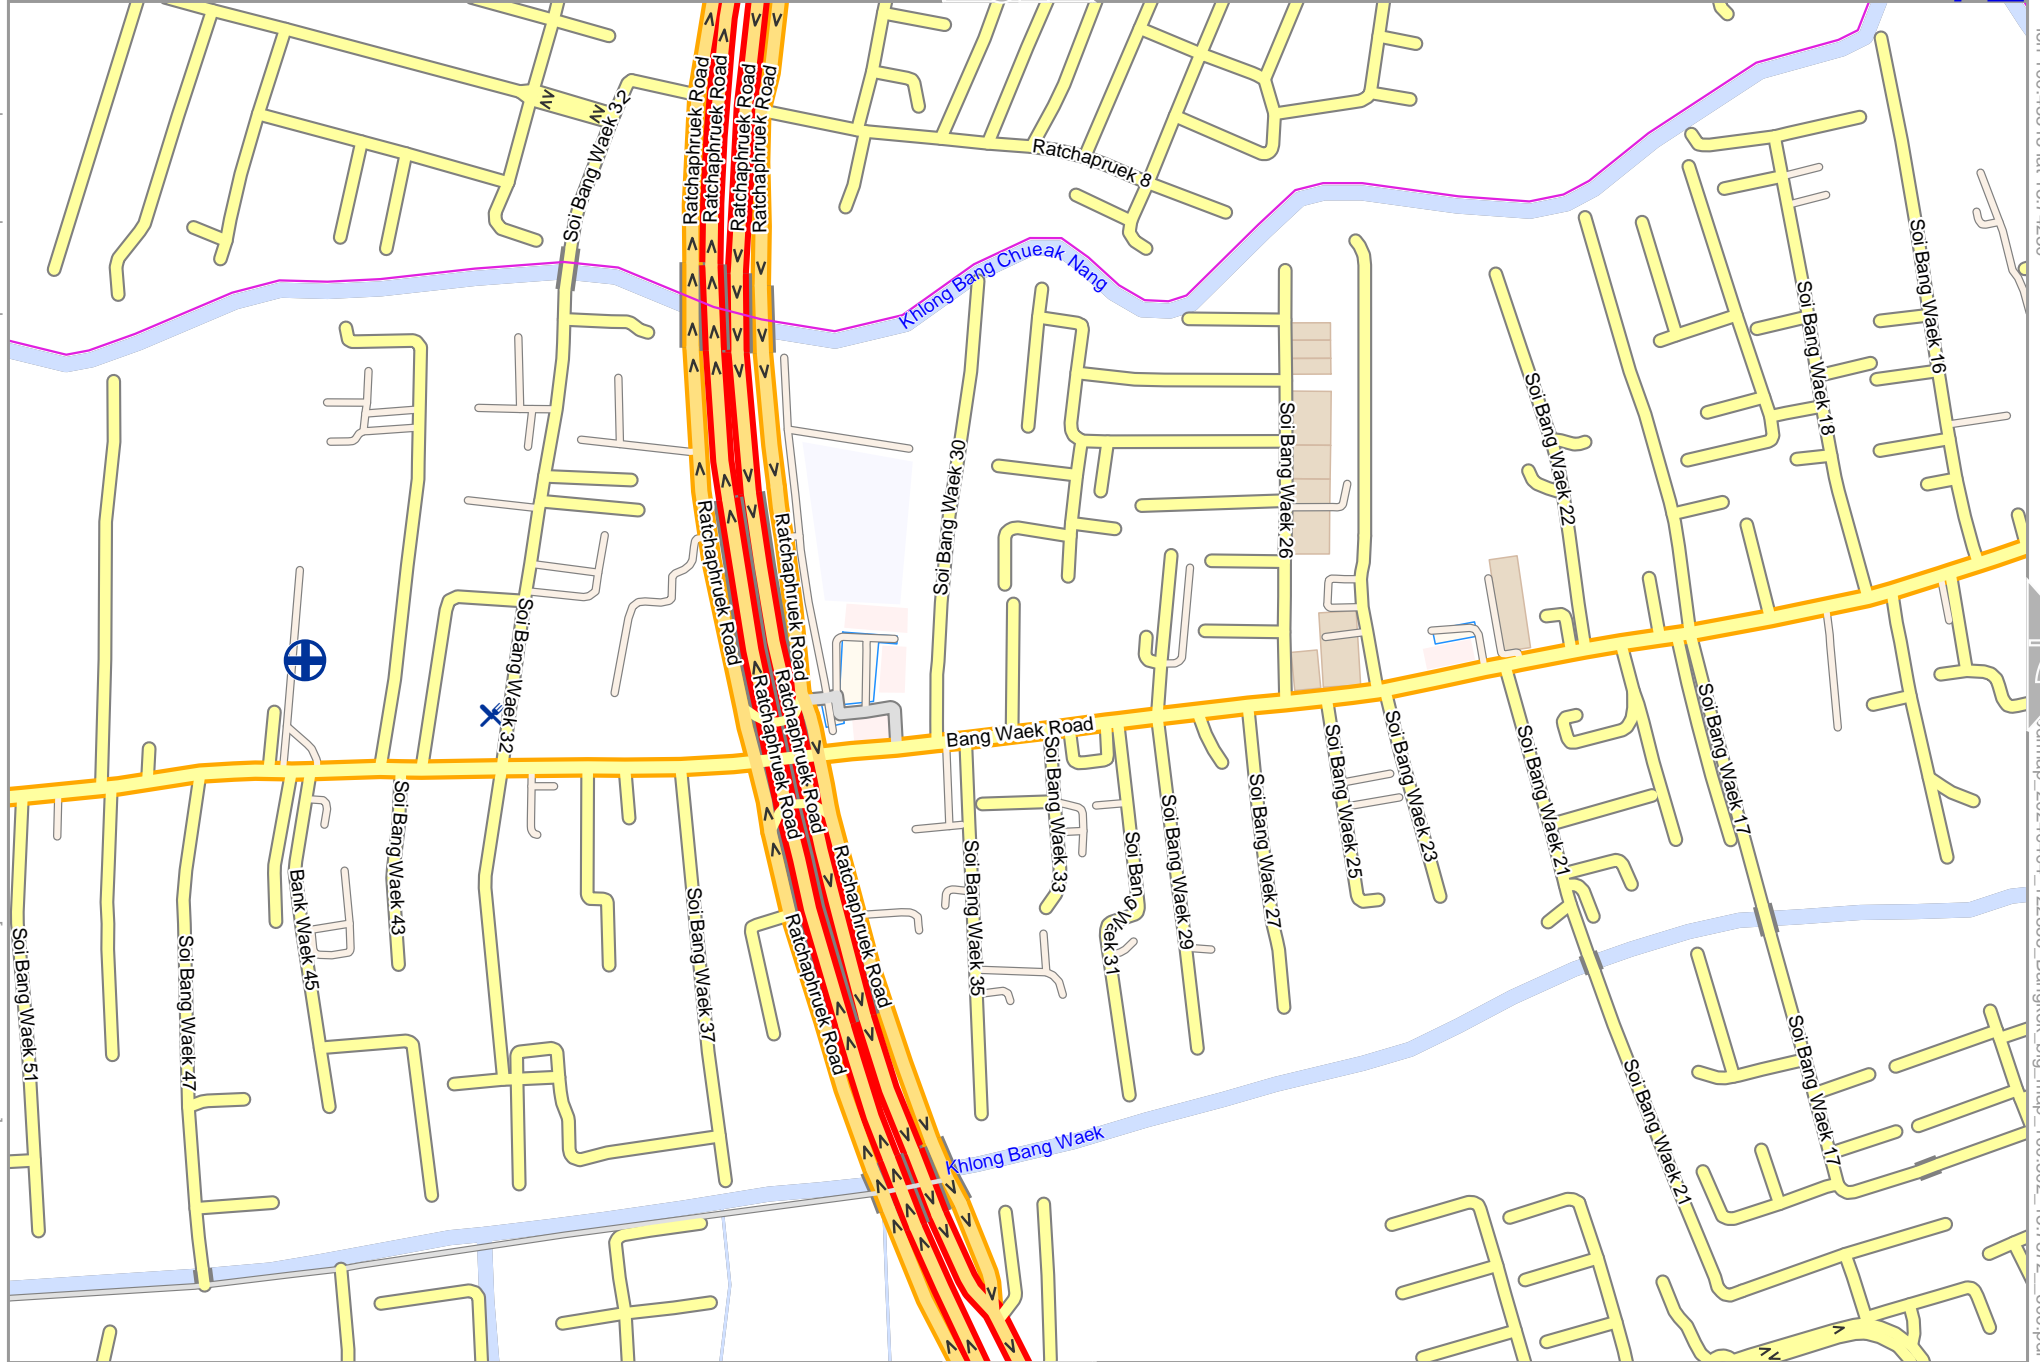 Soi Bang Waek 32
Ratchaphruek Road
Ratchaphruek Road
Ratchaphruek Road
Ratchaphruek Road
Ratchapruek 8
Khlong Bang Chueak Nang
Soi Bang Waek 16
Soi Bang Waek 18
Soi Bang Waek 22
Soi Bang Waek 26
Soi Bang Waek 30
Ratchaphruek Road
Ratchaphruek Road
Soi Bang Waek 32
Ratchaphruek Road
Ratchaphruek Road
Bang Waek Road
Soi Bang Waek 17
Soi Bang Waek 21
Soi Bang Waek 23
Soi Bang Waek 25
Soi Bang Waek 27
Soi Bang Waek 29
Soi Bang Waek 31
Soi Bang Waek 33
Soi Bang Waek 35
Ratchaphruek Road
Ratchaphruek Road
Soi Bang Waek 37
Soi Bang Waek 43
Bank Waek 45
Soi Bang Waek 47
Soi Bang Waek 51
Soi Bang Waek 17
Soi Bang Waek 21
Khlong Bang Waek